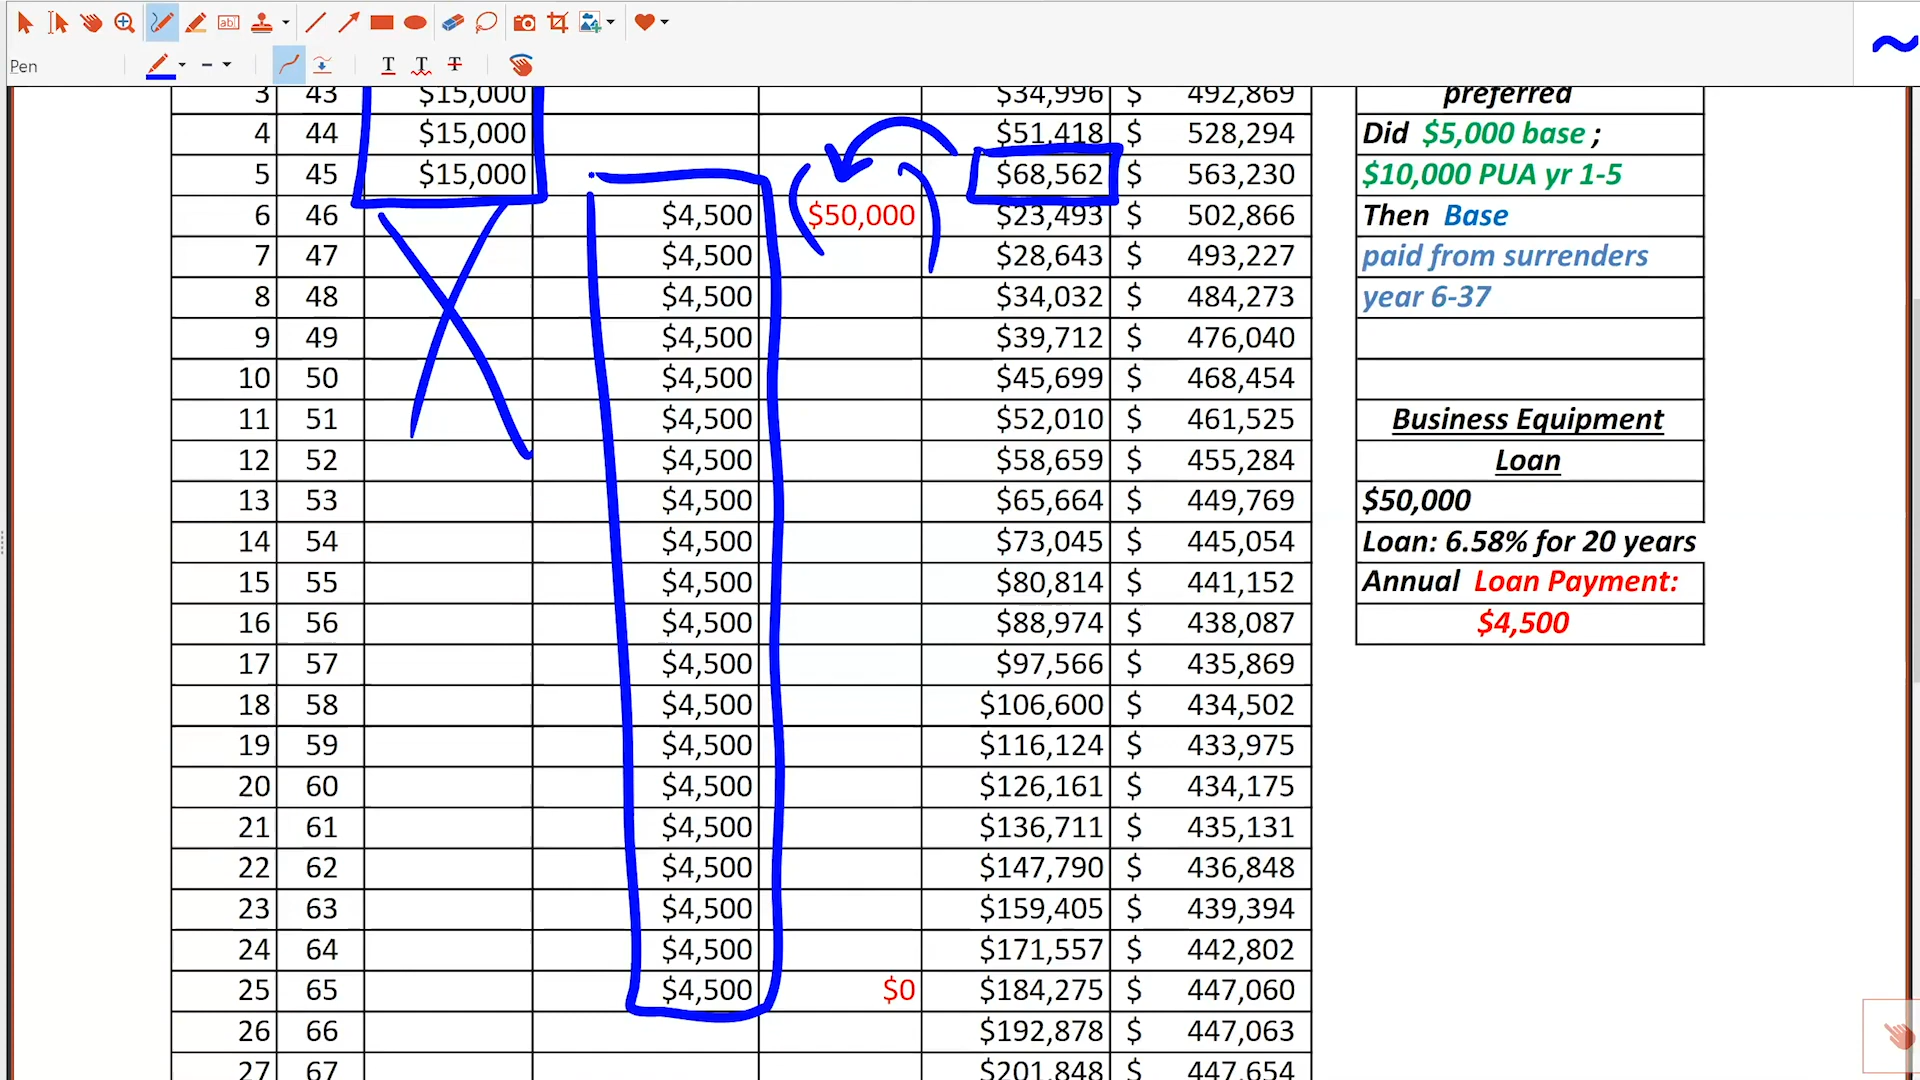 Pen
ab
T T T
3 43 $15,000 $34,996 $ 492,869 preferred
4 44 $15,000 $51,418 $ 528,294 Did $5,000 base ;
5 45 $15,000 $68,562 $ 563,230 $10,000 PUA yr 1-5
6 46 $4,500 $50,000 $23,493 $ 502,866 Then Base
7 47 $4,500 $28,643 $ 493,227 paid from surrenders
8 48 $4,500 $34,032 $ 484,273 year 6-37
9 49 $4,500 $39,712 $ 476,040
10 50 $4,500 $45,699 $ 468,454
11 51 $4,500 $52,010 $ 461,525 Business Equipment
12 52 $4,500 $58,659 $ 455,284 Loan
13 53 $4,500 $65,664 $ 449,769 $50,000
14 54 $4,500 $73,045 $ 445,054 Loan: 6.58% for 20 years
15 55 $4,500 $80,814 $ 441,152 Annual Loan Payment:
16 56 $4,500 $88,974 $ 438,087 $4,500
17 57 $4,500 $97,566 $ 435,869
18 58 $4,500 $106,600 $ 434,502
19 59 $4,500 $116,124 $ 433,975
20 60 $4,500 $126,161 $ 434,175
21 61 $4,500 $136,711 $ 435,131
22 62 $4,500 $147,790 $ 436,848
23 63 $4,500 $159,405 $ 439,394
24 64 $4,500 $171,557 $ 442,802
25 65 $4,500 $0 $184,275 $ 447,060
26 66 $192,878 $ 447,063
27 67 $201,848 $ 447,654